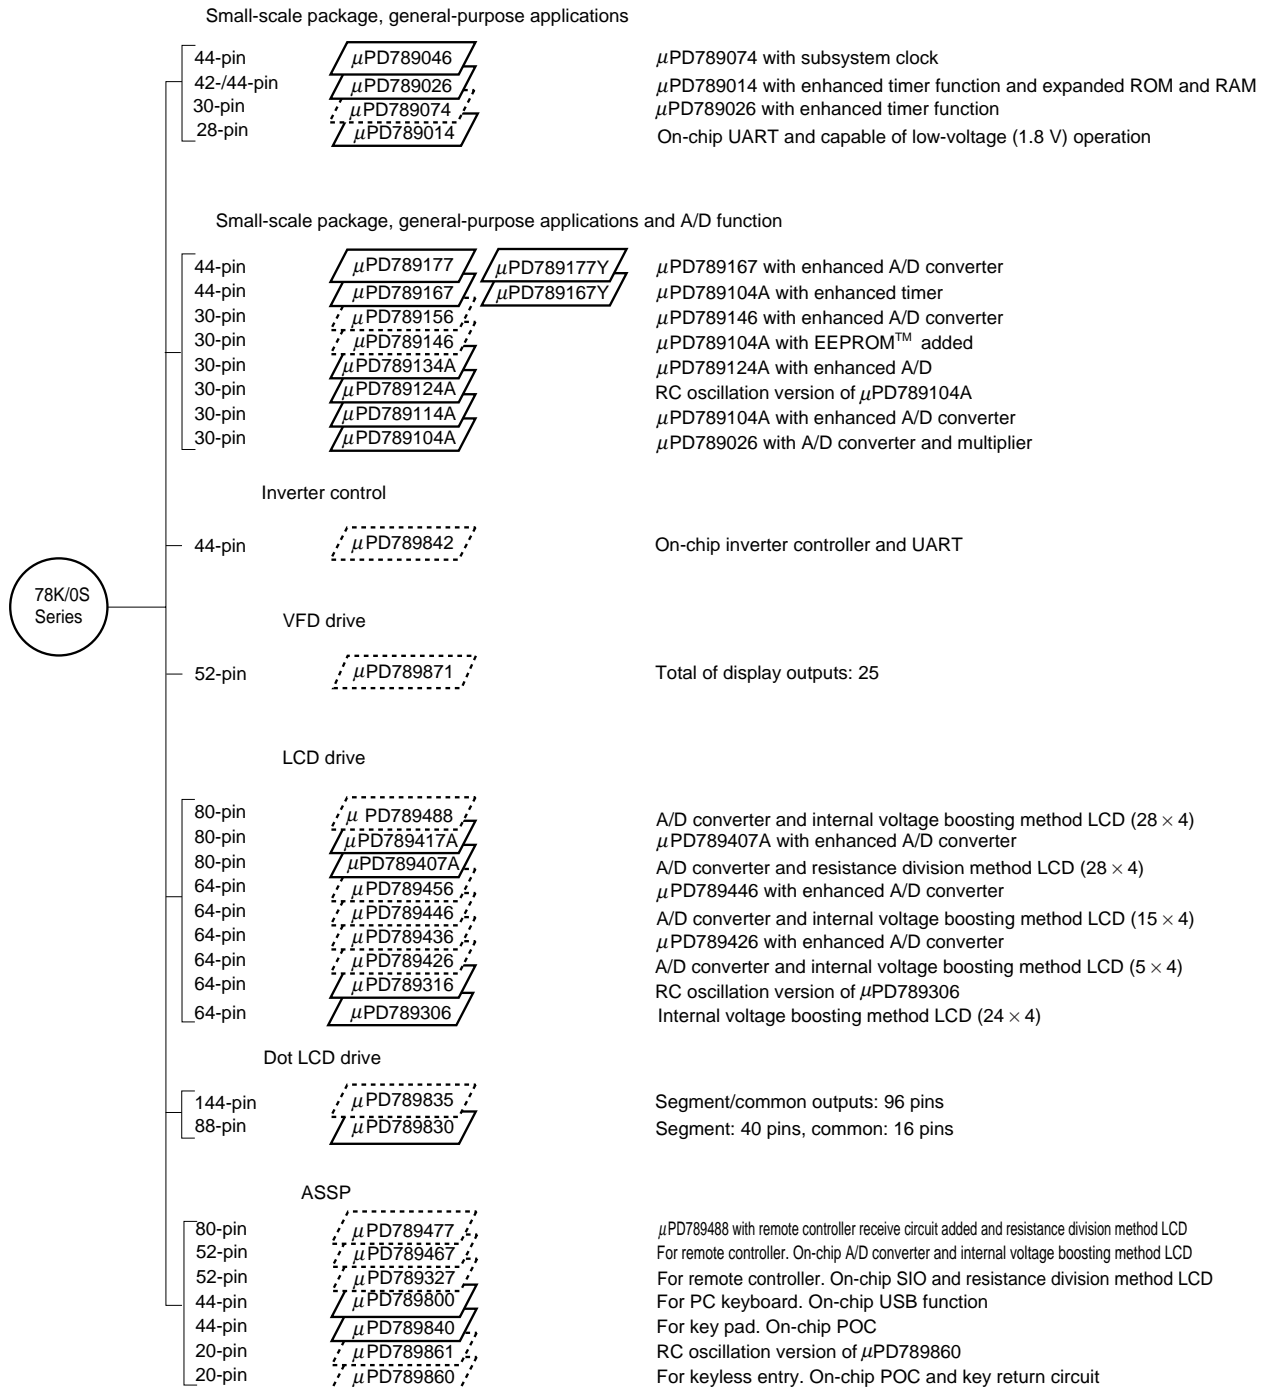 Small-scale package, general-purpose applications
44-pin μPD789046 μPD789074 with subsystem clock
42-/44-pin μPD789026 μPD789014 with enhanced timer function and expanded ROM and RAM
30-pin μPD789074 μPD789026 with enhanced timer function
28-pin μPD789014 On-chip UART and capable of low-voltage (1.8 V) operation
Small-scale package, general-purpose applications and A/D function
44-pin μPD789177 μPD789177Y μPD789167 with enhanced A/D converter
44-pin μPD789167 μPD789167Y μPD789104A with enhanced timer
30-pin μPD789156 μPD789146 with enhanced A/D converter
30-pin μPD789146 μPD789104A with EEPROM™ added
30-pin μPD789134A μPD789124A with enhanced A/D
30-pin μPD789124A RC oscillation version of μPD789104A
30-pin μPD789114A μPD789104A with enhanced A/D converter
30-pin μPD789104A μPD789026 with A/D converter and multiplier
Inverter control
44-pin μPD789842 On-chip inverter controller and UART
78K/0S
Series
VFD drive
52-pin μPD789871 Total of display outputs: 25
LCD drive
80-pin μ PD789488 A/D converter and internal voltage boosting method LCD (28 × 4)
80-pin μPD789417A μPD789407A with enhanced A/D converter
80-pin μPD789407A A/D converter and resistance division method LCD (28 × 4)
64-pin μPD789456 μPD789446 with enhanced A/D converter
64-pin μPD789446 A/D converter and internal voltage boosting method LCD (15 × 4)
64-pin μPD789436 μPD789426 with enhanced A/D converter
64-pin μPD789426 A/D converter and internal voltage boosting method LCD (5 × 4)
64-pin μPD789316 RC oscillation version of μPD789306
64-pin μPD789306 Internal voltage boosting method LCD (24 × 4)
Dot LCD drive
144-pin μPD789835 Segment/common outputs: 96 pins
88-pin μPD789830 Segment: 40 pins, common: 16 pins
ASSP
80-pin μPD789477 μPD789488 with remote controller receive circuit added and resistance division method LCD
52-pin μPD789467 For remote controller. On-chip A/D converter and internal voltage boosting method LCD
52-pin μPD789327 For remote controller. On-chip SIO and resistance division method LCD
44-pin μPD789800 For PC keyboard. On-chip USB function
44-pin μPD789840 For key pad. On-chip POC
20-pin μPD789861 RC oscillation version of μPD789860
20-pin μPD789860 For keyless entry. On-chip POC and key return circuit